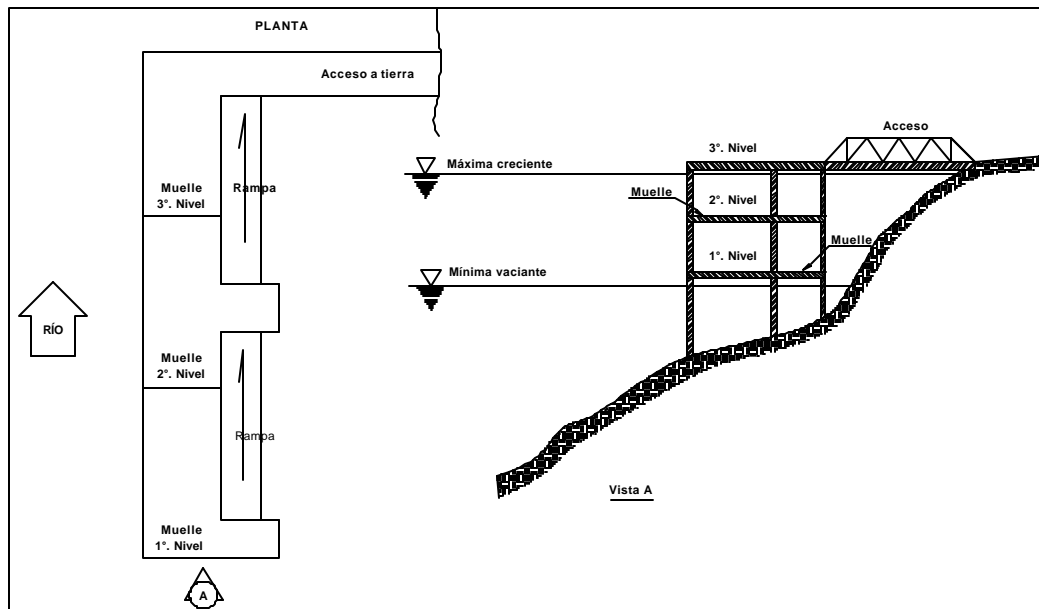 PLANTA
Acceso a tierra
Muelle
3°. Nivel
Rampa
RÍO
Muelle
2°. Nivel
Rampa
Muelle
1°. Nivel
A
Acceso
3°. Nivel
Máxima creciente
Muelle
2°. Nivel
Muelle
1°. Nivel
Mínima vaciante
Vista A